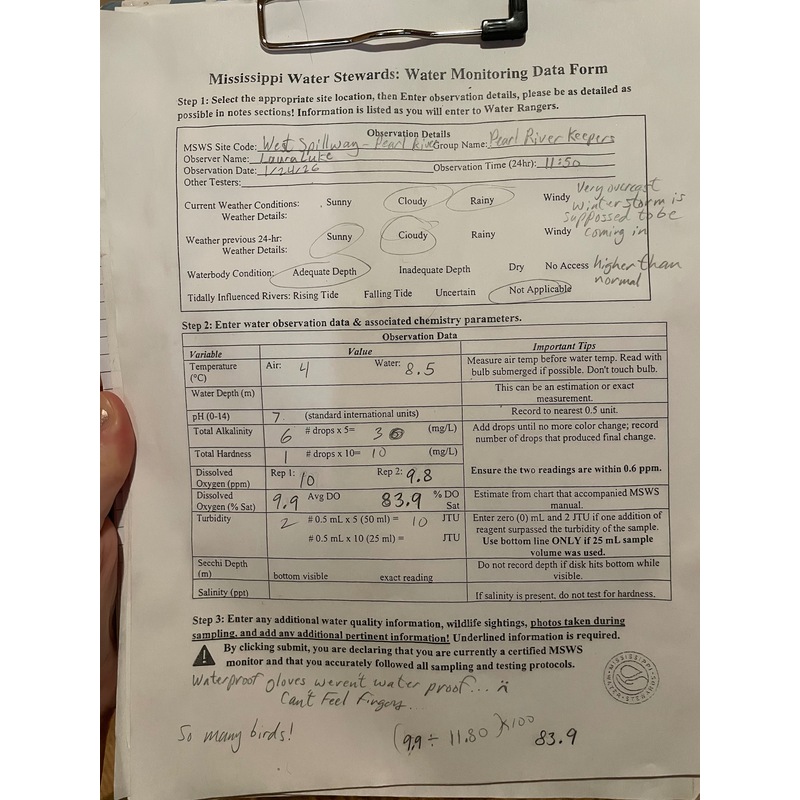 Mississippi Water Stewards: Water Monitoring Data Form
Step 1: Select the appropriate site location, then Enter observation details, please be as detailed as
possible in notes sections! Information is listed as you will enter to Water Rangers.
Observation Details
MSWS Site Code: West Spillway - Pearl River Group Name: Pearl River Keepers
Observer Name: Laura Luke
Observation Date: 1/24/26 Observation Time (24hr): 11:50
Other Testers:
Current Weather Conditions: Sunny Cloudy Rainy Windy Very overcast
Weather Details: winter storm is
supposed to be
Weather previous 24-hr: Sunny Cloudy Rainy Windy coming in
Weather Details:
Waterbody Condition: Adequate Depth Inadequate Depth Dry No Access higher than
normal
Tidally Influenced Rivers: Rising Tide Falling Tide Uncertain Not Applicable
Step 2: Enter water observation data & associated chemistry parameters.
Observation Data
Variable Value Important Tips
Temperature (°C) Air: 4 Water: 8.5 Measure air temp before water temp. Read with
bulb submerged if possible. Don't touch bulb.
Water Depth (m) This can be an estimation or exact
measurement.
pH (0-14) 7 (standard international units) Record to nearest 0.5 unit.
Total Alkalinity 6 # drops x 5= 30 (mg/L) Add drops until no more color change; record
number of drops that produced final change.
Total Hardness 1 # drops x 10= 10 (mg/L)
Dissolved Oxygen (ppm) Rep 1: 10 Rep 2: 9.8 Ensure the two readings are within 0.6 ppm.
Dissolved Oxygen (% Sat) 9.9 Avg DO 83.9 % DO Sat Estimate from chart that accompanied MSWS
manual.
Turbidity 2 # 0.5 mL x 5 (50 ml) = 10 JTU Enter zero (0) mL and 2 JTU if one addition of
reagent surpassed the turbidity of the sample.
# 0.5 mL x 10 (25 ml) = JTU Use bottom line ONLY if 25 mL sample
volume was used.
Secchi Depth (m) bottom visible exact reading Do not record depth if disk hits bottom while
visible.
Salinity (ppt) If salinity is present, do not test for hardness.
Step 3: Enter any additional water quality information, wildlife sightings, photos taken during
sampling, and add any additional pertinent information! Underlined information is required.
By clicking submit, you are declaring that you are currently a certified MSWS
monitor and that you accurately followed all sampling and testing protocols.
Waterproof gloves weren't water proof... :(
Can't Feel Fingers...
So many birds! (9.9 ÷ 11.80) x 100 83.9